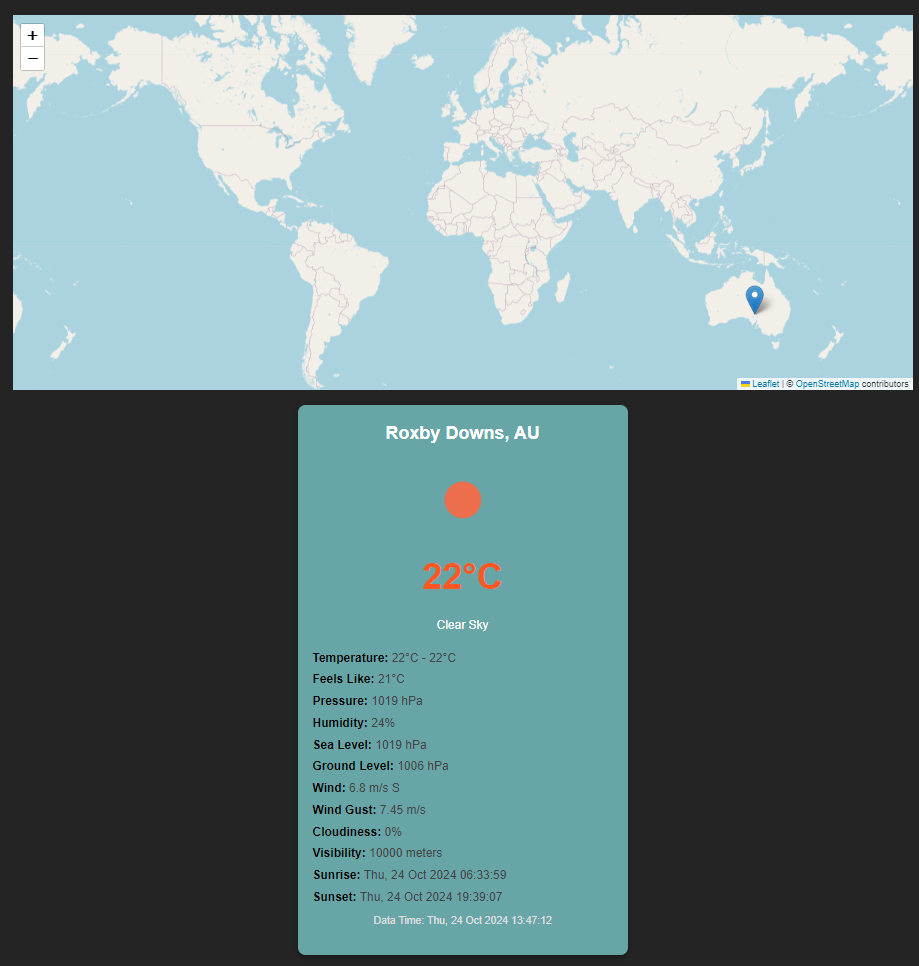 +
−
Leaflet | © OpenStreetMap contributors
Roxby Downs, AU
22°C
Clear Sky
Temperature: 22°C - 22°C
Feels Like: 21°C
Pressure: 1019 hPa
Humidity: 24%
Sea Level: 1019 hPa
Ground Level: 1006 hPa
Wind: 6.8 m/s S
Wind Gust: 7.45 m/s
Cloudiness: 0%
Visibility: 10000 meters
Sunrise: Thu, 24 Oct 2024 06:33:59
Sunset: Thu, 24 Oct 2024 19:39:07
Data Time: Thu, 24 Oct 2024 13:47:12